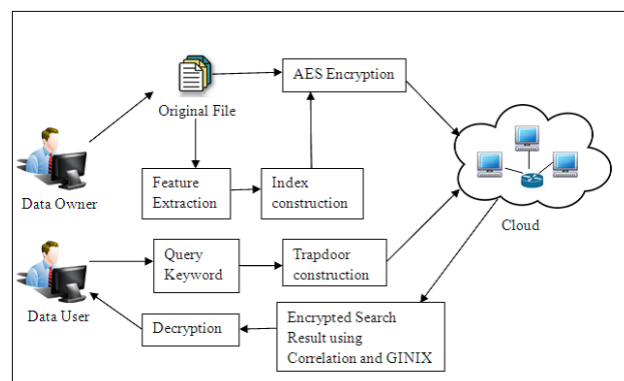 AES Encryption
Original File
Data Owner
Feature
Extraction
Index
construction
Cloud
Query
Keyword
Trapdoor
construction
Data User
Decryption
Encrypted Search
Result using
Correlation and GINIX